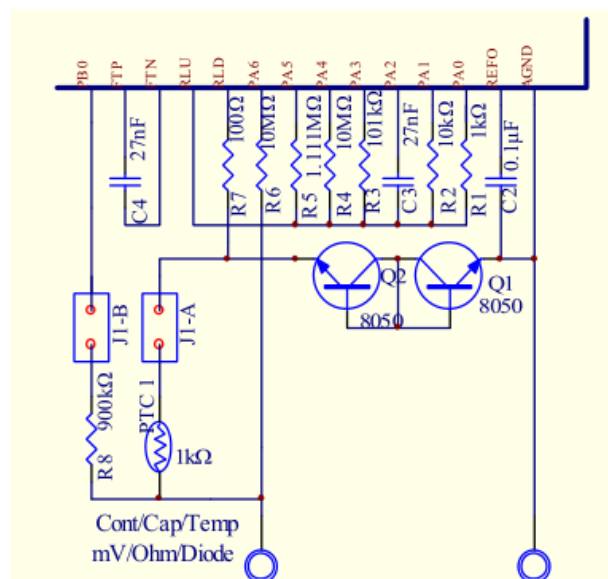 PB0
FTP
FTN
RLU
RLD
PA6
PA5
PA4
PA3
PA2
PA1
PA0
REFO
AGND
C4 27nF
R7 100Ω
R6 10MΩ
R5 1.111MΩ
R4 10MΩ
R3 101kΩ
C3 27nF
R2 10kΩ
R1 1kΩ
C2 0.1μF
Q2
8050
Q1
8050
J1-B
J1-A
R8 900kΩ
PTC 1
1kΩ
Cont/Cap/Temp
mV/Ohm/Diode